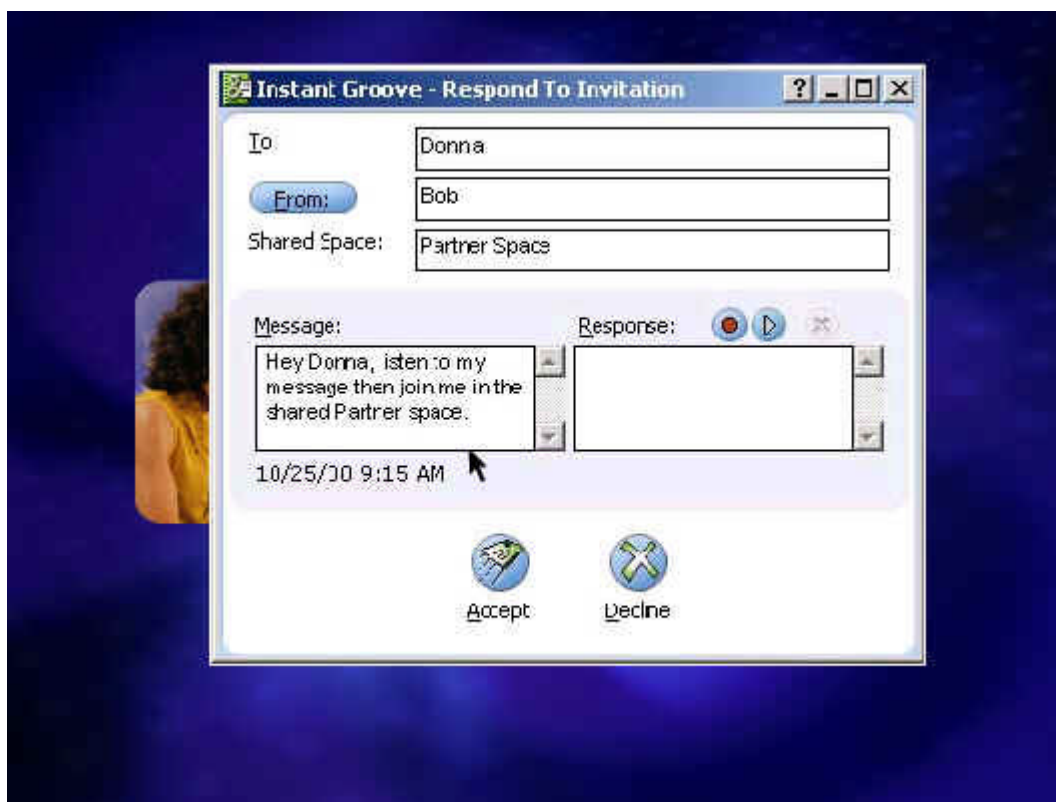 Instant Groove - Respond To Invitation
To
Donna
From:
Bob
Shared Space:
Partner Space
Message:
Response:
Hey Donna, listen to my
message then join me in the
shared Partner space.
10/25/00 9:15 AM
Accept
Decline